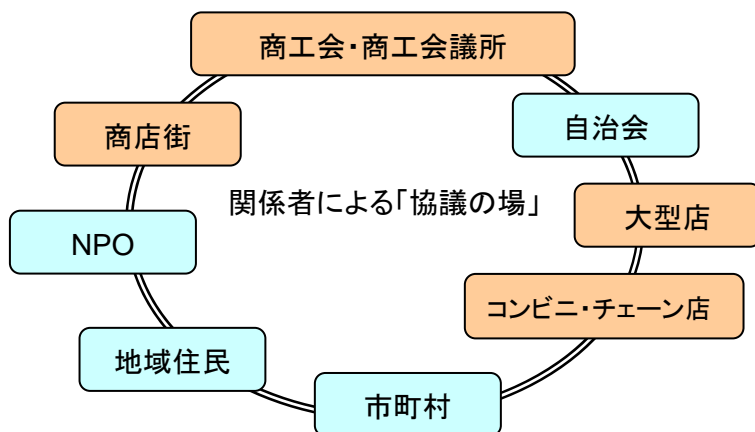 商工会・商工会議所
自治会
商店街
関係者による「協議の場」
大型店
NPO
コンビニ・チェーン店
地域住民
市町村